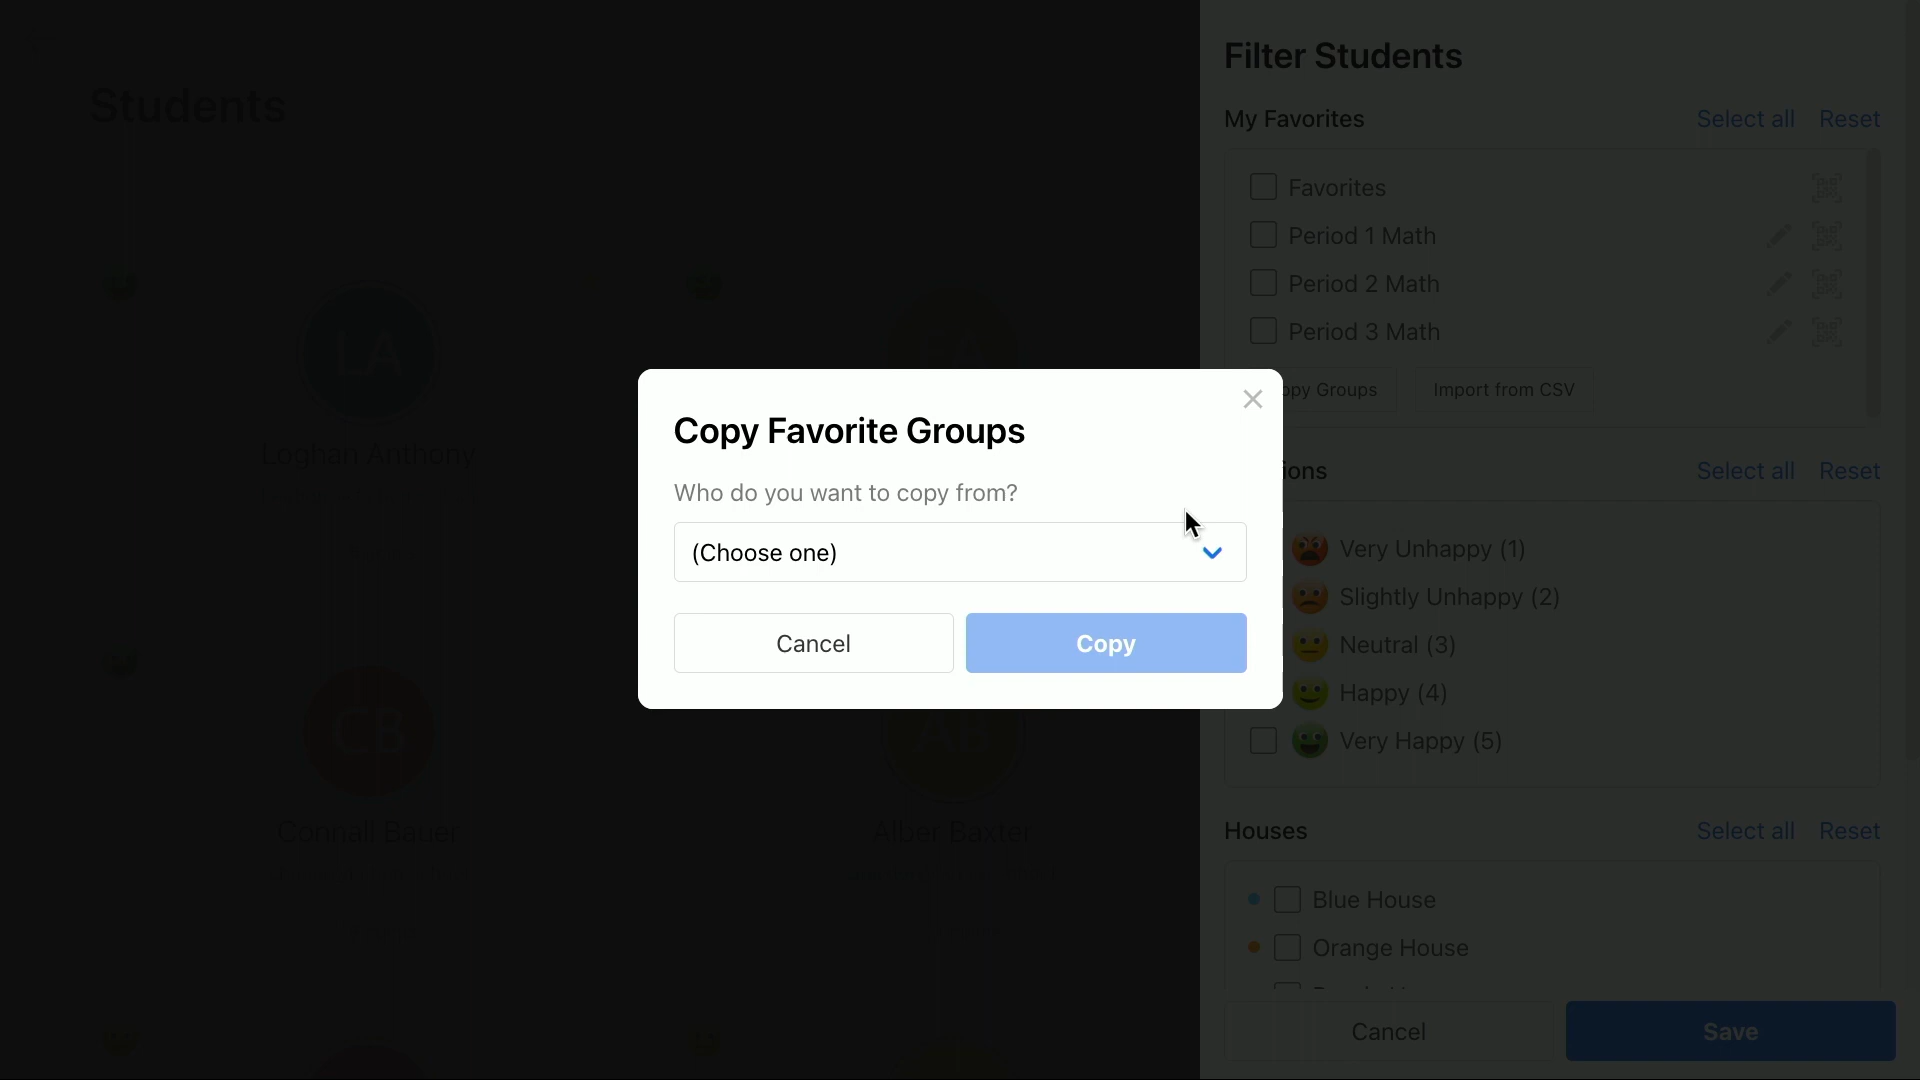 Students
LA
Loghan Anthony
CB
Connall Bauer
AB
Alber Baxter
Copy Favorite Groups
Who do you want to copy from?
(Choose one)
Cancel
Copy
Filter Students
My Favorites
Select all
Reset
Favorites
Period 1 Math
Period 2 Math
Period 3 Math
Groups
Import from CSV
Select all
Reset
Very Unhappy (1)
Slightly Unhappy (2)
Neutral (3)
Happy (4)
Very Happy (5)
Houses
Select all
Reset
Blue House
Orange House
Cancel
Save